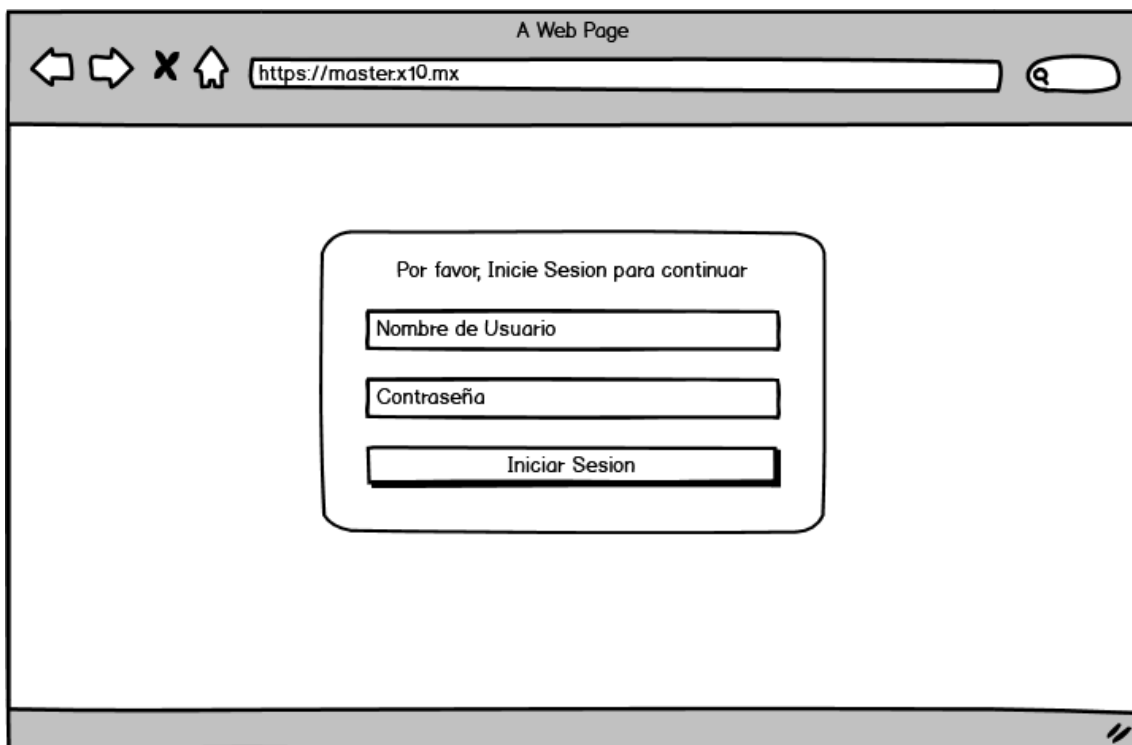 A Web Page
https://master.x10.mx
Por favor, Inicie Sesion para continuar
Nombre de Usuario
Contraseña
Iniciar Sesion